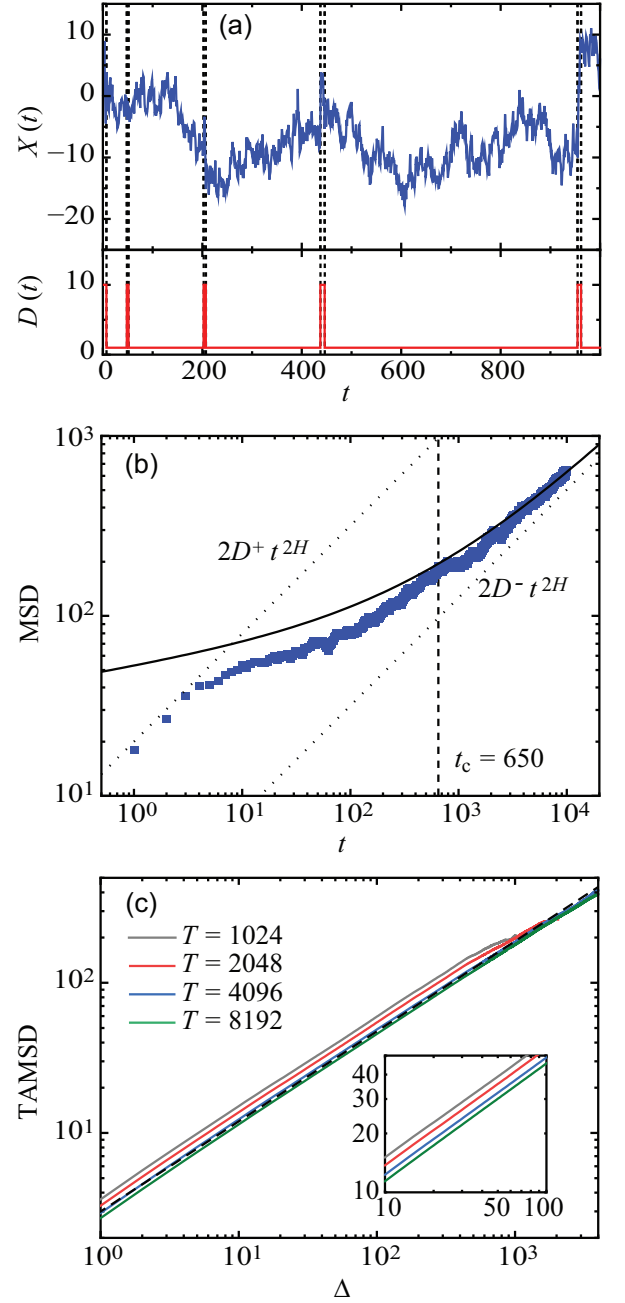 (a)
10
0
−10
−20
X(t)
10
0
D(t)
0
200
400
600
800
t
(b)
10³
10²
10¹
MSD
2D⁺ t²ᴴ
2D⁻ t²ᴴ
t_c = 650
10⁰
10¹
10²
10³
10⁴
t
(c)
T = 1024
T = 2048
T = 4096
T = 8192
10²
10¹
TAMSD
40
30
20
10
10
50
100
10⁰
10¹
10²
10³
Δ